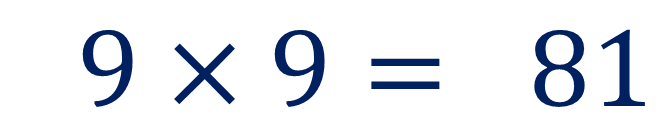 9 × 9 = 81